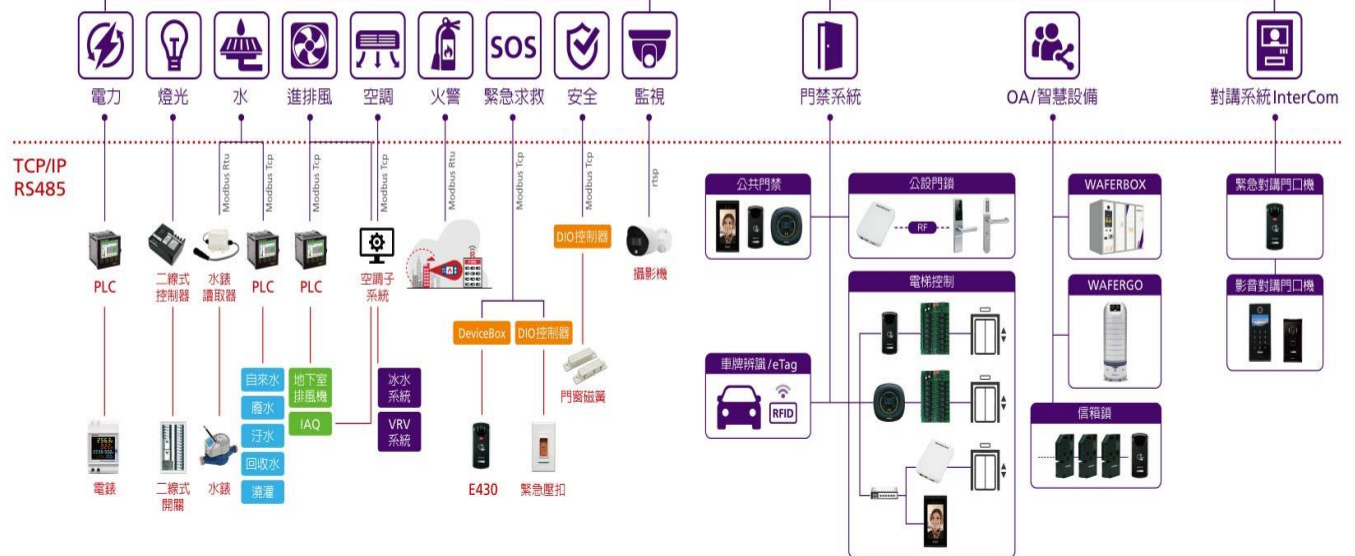 SOS
電力
燈光
水
進排風
空調
火警
緊急求救
安全
監視
門禁系統
OA/智慧設備
對講系統InterCom
TCP/IP
RS485
Modbus Rtu
Modbus Tcp
Modbus Tcp
Modbus Tcp
Modbus Rtu
Modbus Tcp
Modbus Tcp
rtsp
PLC
二線式
控制器
水錶
讀取器
PLC
PLC
空調子
系統
DIO控制器
攝影機
DeviceBox
DIO控制器
門窗磁簧
自來水
廢水
汙水
回收水
澆灌
地下室
排風機
IAQ
冰水
系統
VRV
系統
電錶
二線式
開關
水錶
E430
緊急壓扣
公共門禁
公設門鎖
RF
電梯控制
車牌辨識/eTag
RFID
WAFERBOX
WAFERGO
信箱鎖
緊急對講門口機
影音對講門口機